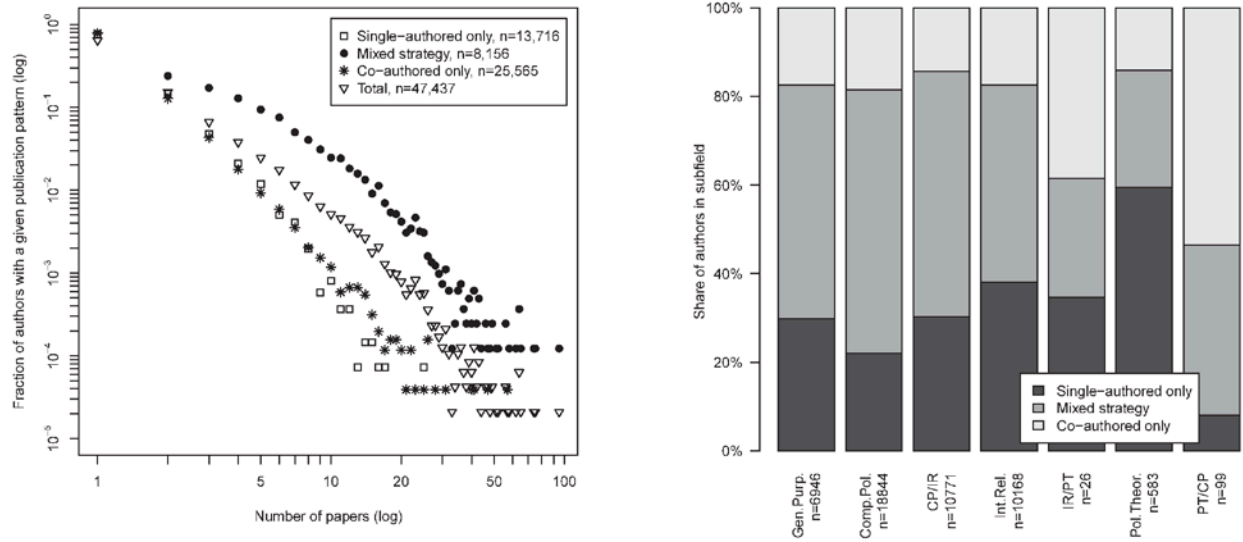 Fraction of authors with a given publication pattern (log)
10⁰
10⁻¹
10⁻²
10⁻³
10⁻⁴
10⁻⁵
Single−authored only, n=13,716
Mixed strategy, n=8,156
Co−authored only, n=25,565
Total, n=47,437
1
5
10
20
50
100
Number of papers (log)
Share of authors in subfield
100%
80%
60%
40%
20%
0%
Single−authored only
Mixed strategy
Co−authored only
Gen.Purp.
n=6946
Comp.Pol.
n=18844
CP/IR
n=10771
Int.Rel.
n=10168
IR/PT
n=26
Pol.Theor.
n=583
PT/CP
n=99